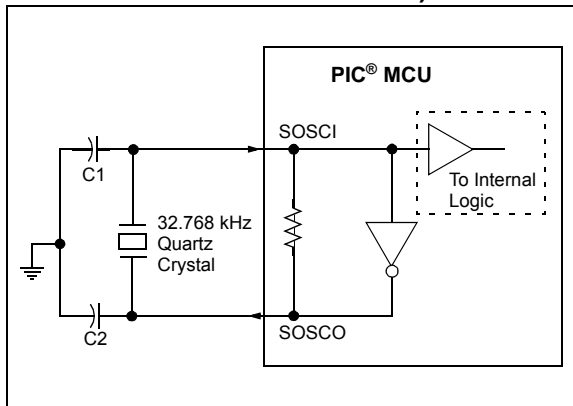 PIC® MCU
SOSCI
C1
To Internal
Logic
32.768 kHz
Quartz
Crystal
SOSCO
C2